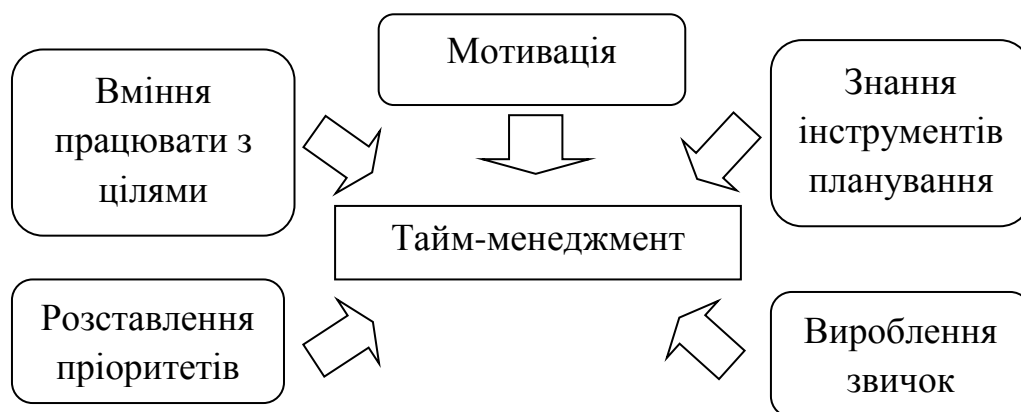 Вміння
працювати з
цілями
Мотивація
Знання
інструментів
планування
Тайм-менеджмент
Розставлення
пріоритетів
Вироблення
звичок